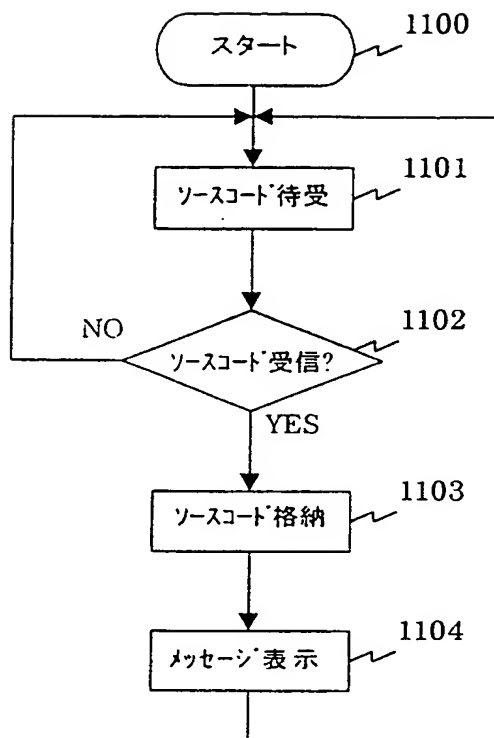 スタート
1100
ソースコード待受
1101
ソースコード受信?
1102
NO
YES
ソースコード格納
1103
メッセージ表示
1104